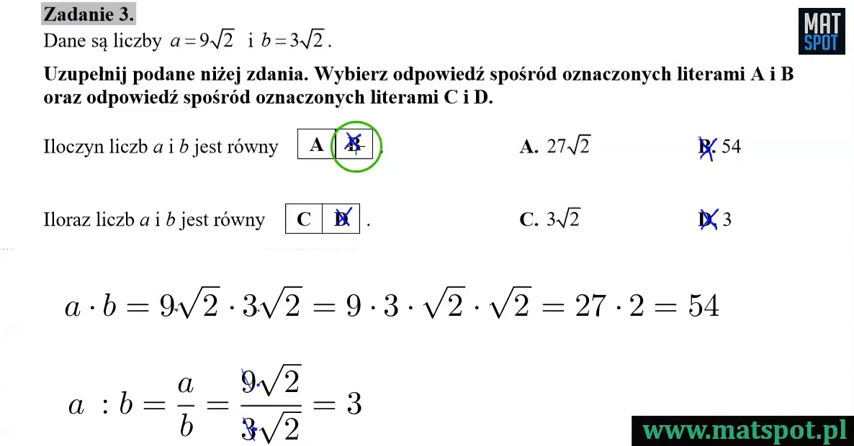 Zadanie 3.
MAT
SPOT
Dane są liczby a = 9√2 i b = 3√2.
Uzupełnij podane niżej zdania. Wybierz odpowiedź spośród oznaczonych literami A i B
oraz odpowiedź spośród oznaczonych literami C i D.
Iloczyn liczb a i b jest równy A B . A. 27√2 B. 54
Iloraz liczb a i b jest równy C D . C. 3√2 D. 3
a · b = 9√2 · 3√2 = 9 · 3 · √2 · √2 = 27 · 2 = 54
a : b = a/b = 9√2/3√2 = 3
www.matspot.pl